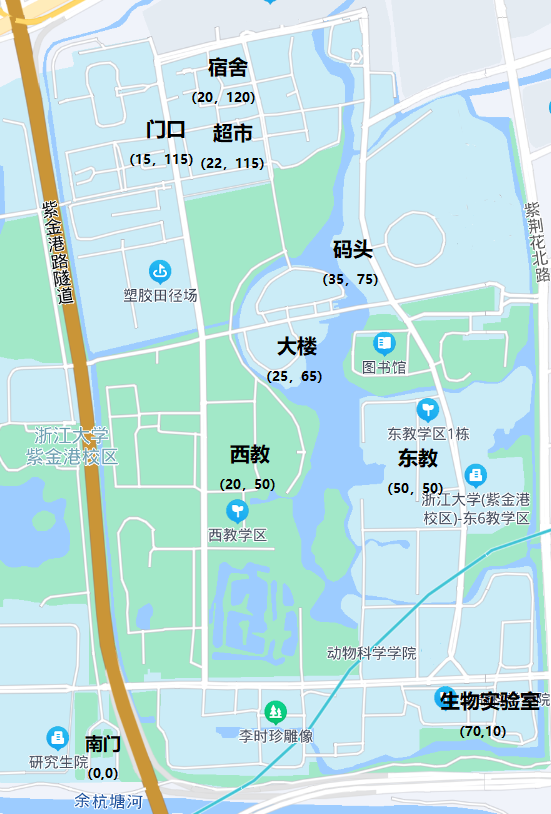 宿舍
(20，120)
门口
(15，115)
超市
(22，115)
紫金港路隧道
紫荆花北路
码头
(35，75)
塑胶田径场
大楼
(25，65)
图书馆
浙江大学
紫金港校区
东教学区1栋
西教
(20，50)
东教
(50，50)
浙江大学(紫金港
校区)-东6教学区
西教学区
动物科学学院
生物实验室
院
(70,10)
李时珍雕像
南门
研究生院
(0,0)
余杭塘河